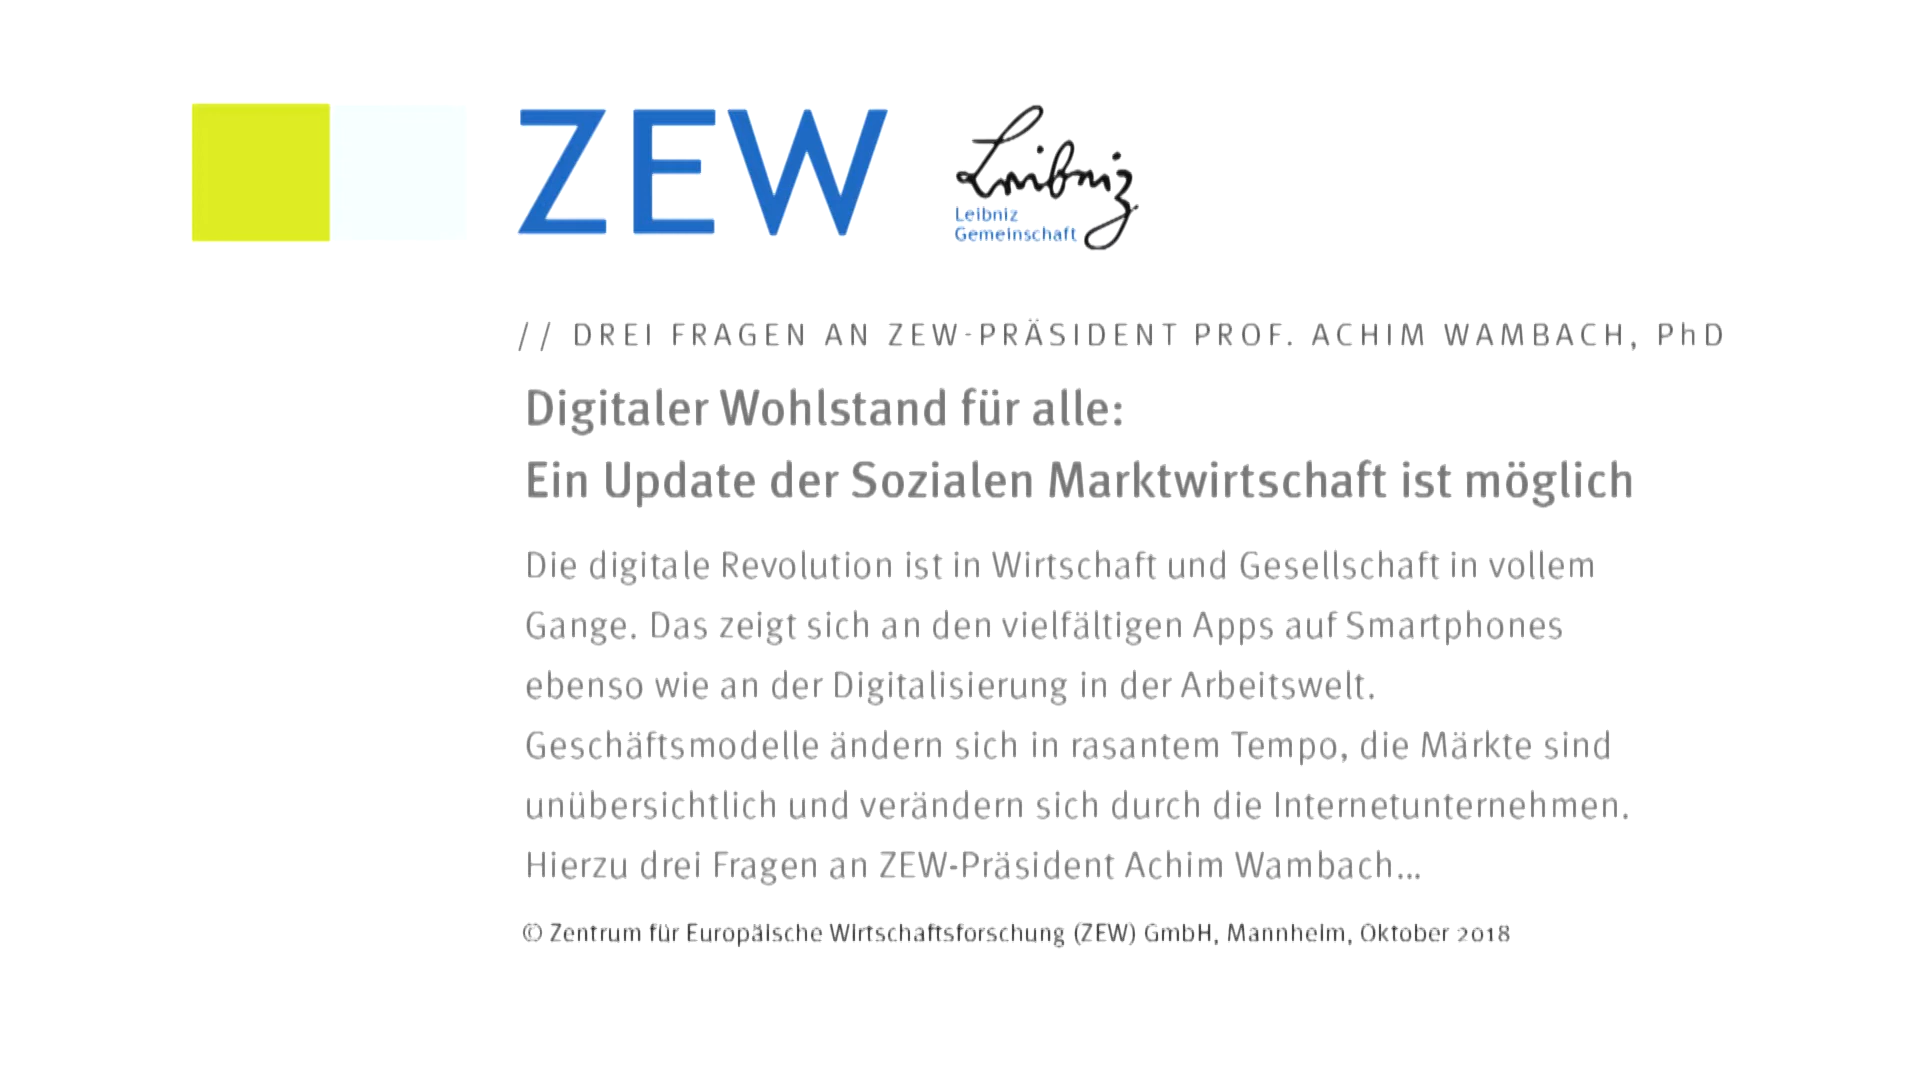 ZEW
Leibniz
Leibniz
Gemeinschaft
// DREI FRAGEN AN ZEW-PRÄSIDENT PROF. ACHIM WAMBACH, PhD
Digitaler Wohlstand für alle:
Ein Update der Sozialen Marktwirtschaft ist möglich
Die digitale Revolution ist in Wirtschaft und Gesellschaft in vollem
Gange. Das zeigt sich an den vielfältigen Apps auf Smartphones
ebenso wie an der Digitalisierung in der Arbeitswelt.
Geschäftsmodelle ändern sich in rasantem Tempo, die Märkte sind
unübersichtlich und verändern sich durch die Internetunternehmen.
Hierzu drei Fragen an ZEW-Präsident Achim Wambach...
© Zentrum für Europäische Wirtschaftsforschung (ZEW) GmbH, Mannheim, Oktober 2018